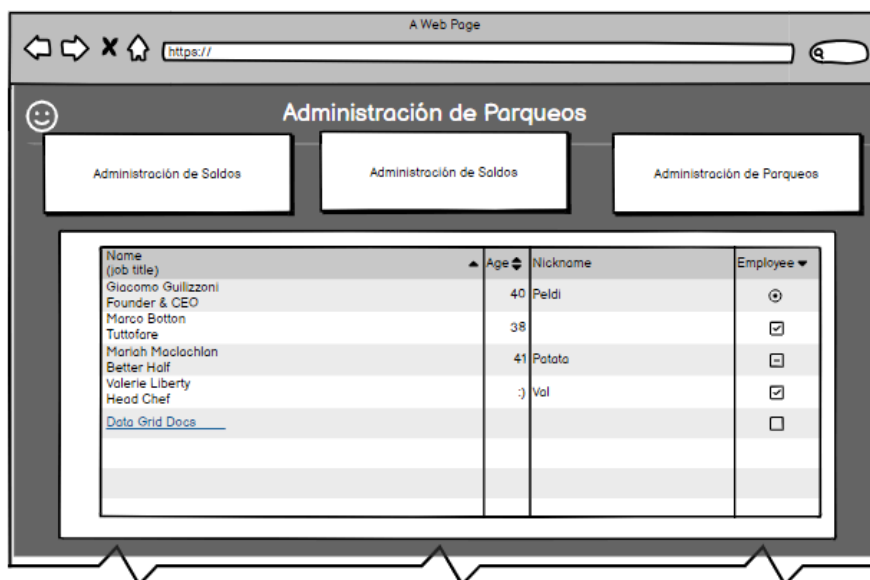 A Web Page
https://
Administración de Parqueos
Administración de Saldos
Administración de Saldos
Administración de Parqueos
Name
(job title)
Age
Nickname
Employee
Giacomo Guilizzoni
Founder & CEO
40
Peldi
Marco Botton
Tuttofare
38
Mariah Maclachlan
Better Half
41
Patata
Valerie Liberty
Head Chef
:)
Val
Data Grid Docs